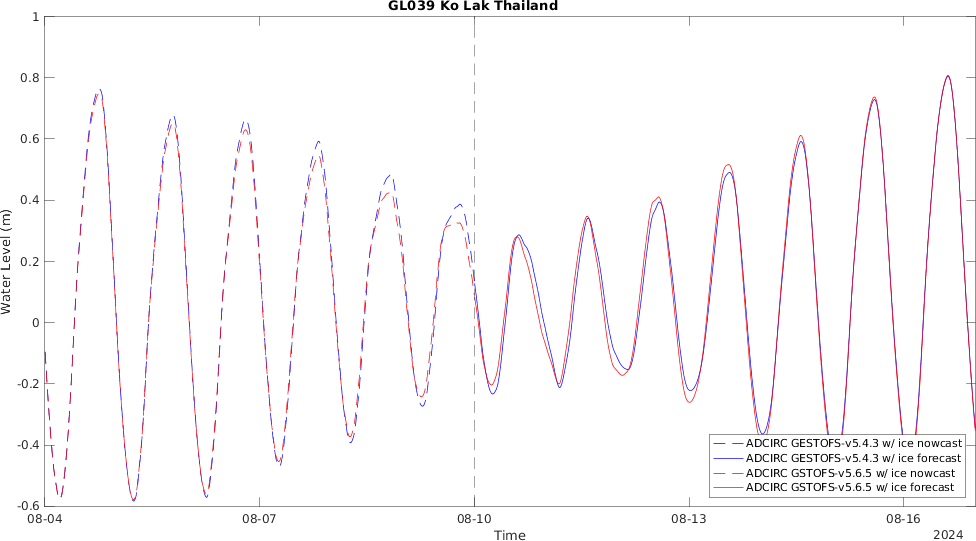 GL039 Ko Lak Thailand
1
0.8
0.6
0.4
0.2
0
-0.2
-0.4
-0.6
Water Level (m)
08-04
08-07
08-10
08-13
08-16
Time
2024
ADCIRC GESTOFS-v5.4.3 w/ ice nowcast
ADCIRC GESTOFS-v5.4.3 w/ ice forecast
ADCIRC GSTOFS-v5.6.5 w/ ice nowcast
ADCIRC GSTOFS-v5.6.5 w/ ice forecast